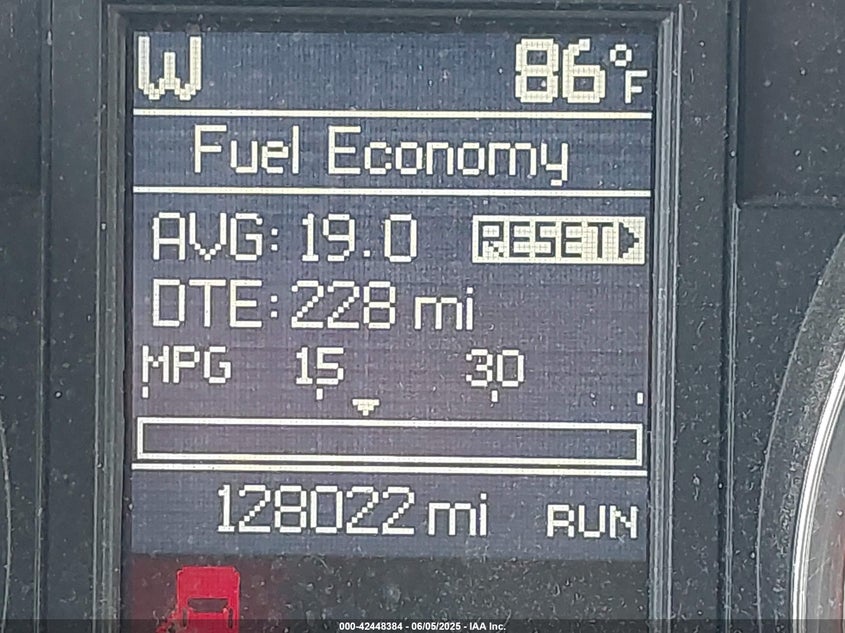 W 86°F
Fuel Economy
AVG: 19.0 RESET
DTE: 228 mi
MPG 15 30
128022 mi RUN
000-42448384 - 06/05/2025 - IAA Inc.